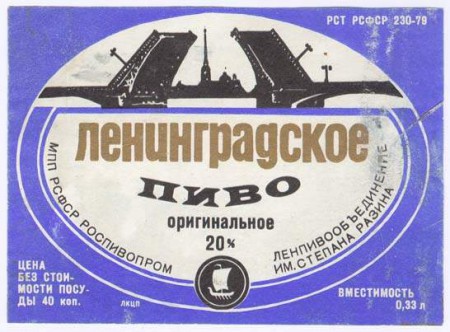 РСТ РСФСР 230-79
ленинградское
пиво
оригинальное
20%
МПП РСФСР РОСПИВОПРОМ
ЛЕНПИВООБЪЕДИНЕНИЕ
ИМ. СТЕПАНА РАЗИНА
ЦЕНА
БЕЗ СТОИ-
МОСТИ ПОСУ-
ДЫ 40 коп.
ЛКЦП
ВМЕСТИМОСТЬ
0,33 л